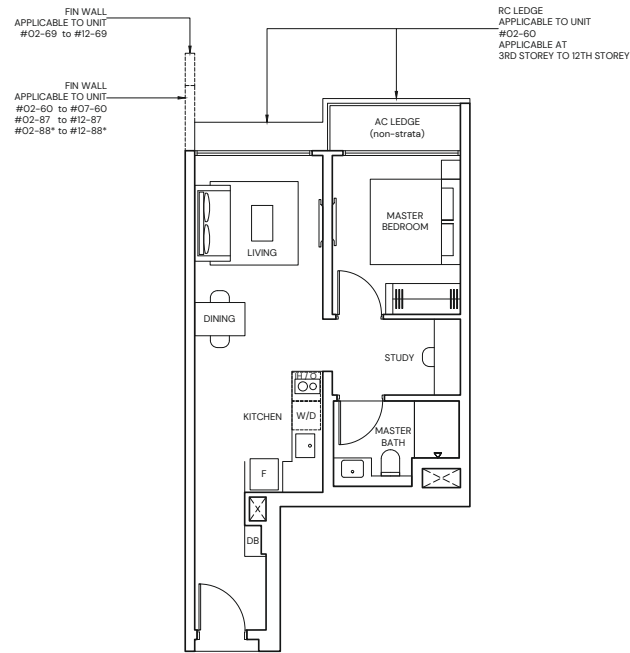 FIN WALL
APPLICABLE TO UNIT
#02-69 to #12-69
RC LEDGE
APPLICABLE TO UNIT
#02-60
APPLICABLE AT
3RD STOREY TO 12TH STOREY
FIN WALL
APPLICABLE TO UNIT
#02-60 to #07-60
#02-87 to #12-87
#02-88* to #12-88*
AC LEDGE
(non-strata)
MASTER
BEDROOM
LIVING
DINING
STUDY
H / O
KITCHEN
W/D
MASTER
BATH
F
X
DB